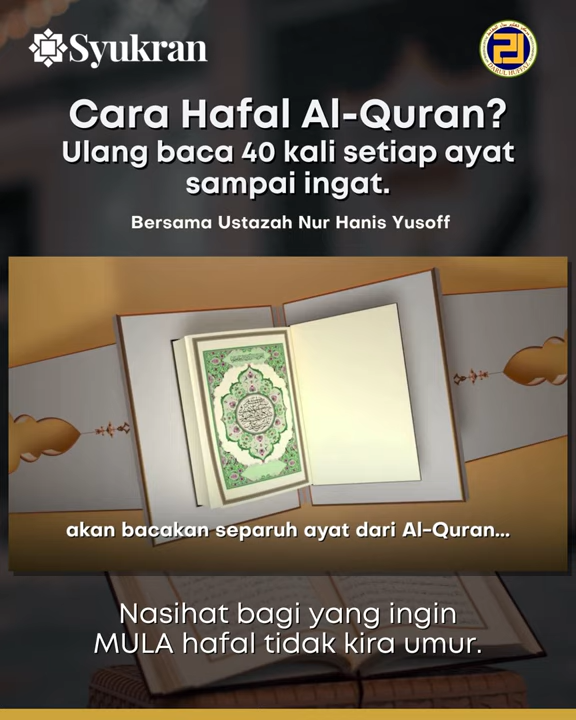 Syukran
Cara Hafal Al-Quran?
Ulang baca 40 kali setiap ayat
sampai ingat.
Bersama Ustazah Nur Hanis Yusoff
akan bacakan separuh ayat dari Al-Quran...
Nasihat bagi yang ingin
MULA hafal tidak kira umur.